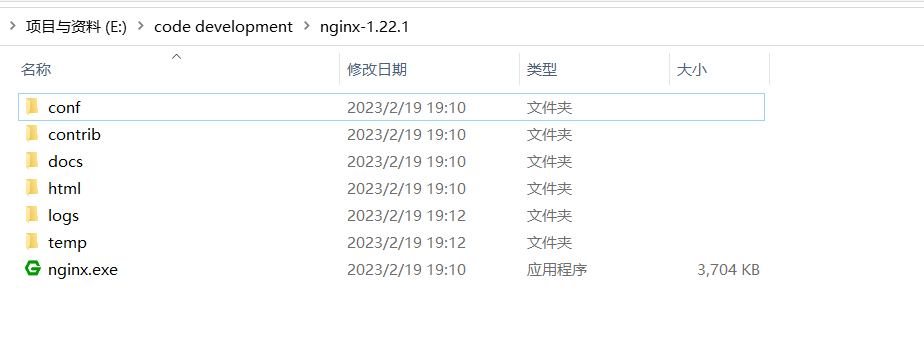 项目与资料 (E:) > code development > nginx-1.22.1
名称 修改日期 类型 大小
conf 2023/2/19 19:10 文件夹
contrib 2023/2/19 19:10 文件夹
docs 2023/2/19 19:10 文件夹
html 2023/2/19 19:10 文件夹
logs 2023/2/19 19:12 文件夹
temp 2023/2/19 19:12 文件夹
nginx.exe 2023/2/19 19:10 应用程序 3,704 KB